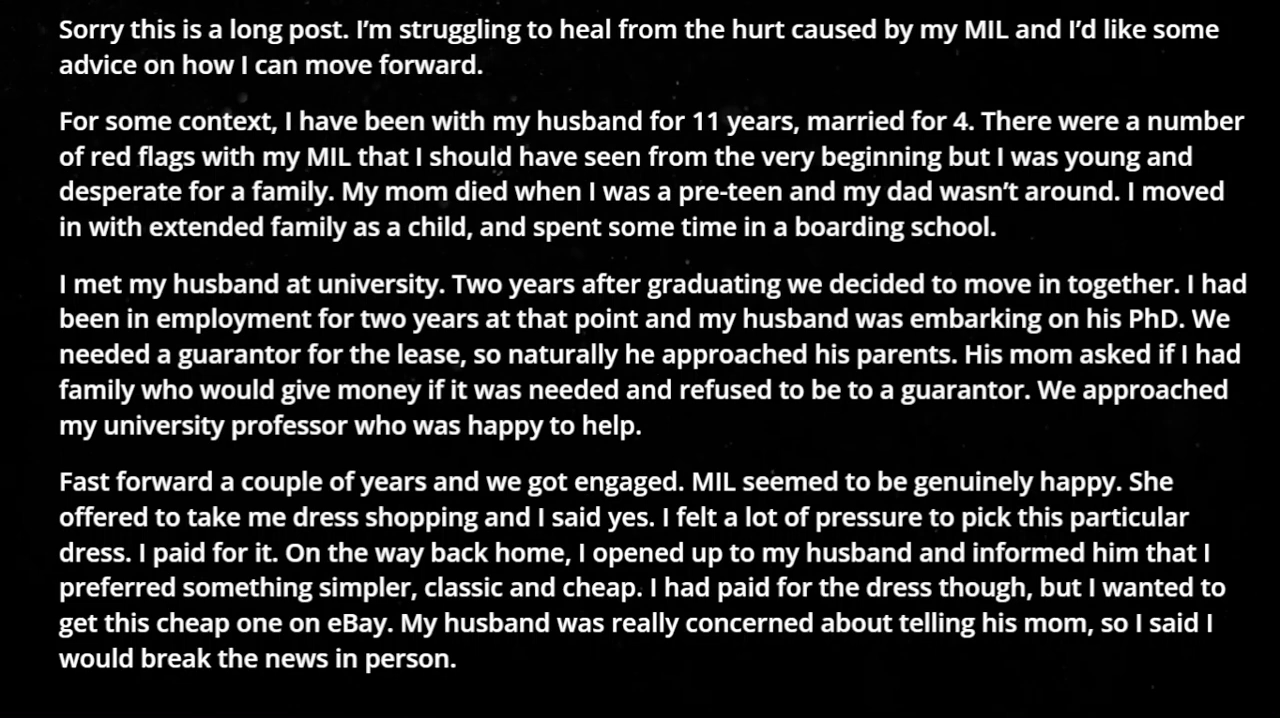 Sorry this is a long post. I’m struggling to heal from the hurt caused by my MIL and I’d like some
advice on how I can move forward.
For some context, I have been with my husband for 11 years, married for 4. There were a number
of red flags with my MIL that I should have seen from the very beginning but I was young and
desperate for a family. My mom died when I was a pre-teen and my dad wasn’t around. I moved
in with extended family as a child, and spent some time in a boarding school.
I met my husband at university. Two years after graduating we decided to move in together. I had
been in employment for two years at that point and my husband was embarking on his PhD. We
needed a guarantor for the lease, so naturally he approached his parents. His mom asked if I had
family who would give money if it was needed and refused to be to a guarantor. We approached
my university professor who was happy to help.
Fast forward a couple of years and we got engaged. MIL seemed to be genuinely happy. She
offered to take me dress shopping and I said yes. I felt a lot of pressure to pick this particular
dress. I paid for it. On the way back home, I opened up to my husband and informed him that I
preferred something simpler, classic and cheap. I had paid for the dress though, but I wanted to
get this cheap one on eBay. My husband was really concerned about telling his mom, so I said I
would break the news in person.